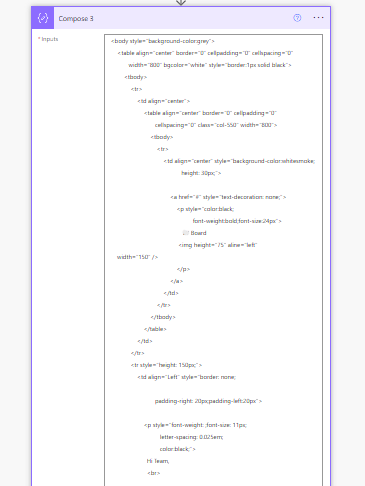 Compose 3
*Inputs
<body style="background-color:grey">
<table align="center" border="0" cellpadding="0" cellspacing="0"
width="800" bgcolor="white" style="border:1px solid black">
<tbody>
<tr>
<td align="center">
<table align="center" border="0" cellpadding="0"
cellspacing="0" class="col-550" width="800">
<tbody>
<tr>
<td align="center" style="background-color:whitesmoke;
height: 30px;">
<a href="#" style="text-decoration: none;">
<p style="color:black;
font-weight:bold;font-size:24px">
Board
<img height="75" aline="left"
width="150" />
</p>
</a>
</td>
</tr>
</tbody>
</table>
</td>
</tr>
<tr style="height: 150px;">
<td align="Left" style="border: none;
padding-right: 20px;padding-left:20px">
<p style="font-weight: ;font-size: 11px;
letter-spacing: 0.025em;
color:black;">
Hi Team,
<br>